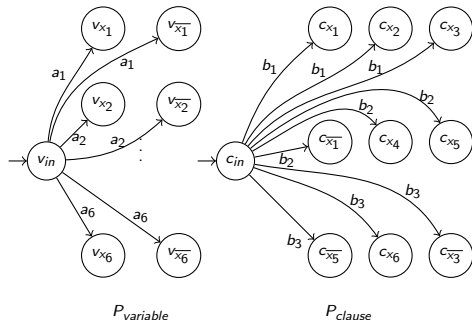 v_{x_1} v_{\overline{x_1}} c_{x_1} c_{x_2} c_{x_3}
a_1 a_1 b_1 b_1 b_1
v_{x_2} v_{\overline{x_2}} b_2 b_2
a_2 a_2 c_{\overline{x_1}} c_{x_4} c_{x_5}
v_{in} ⋮ c_{in} b_2
a_6 a_6 b_3 b_3 b_3
v_{x_6} v_{\overline{x_6}} c_{\overline{x_5}} c_{x_6} c_{\overline{x_3}}
P_{variable} P_{clause}